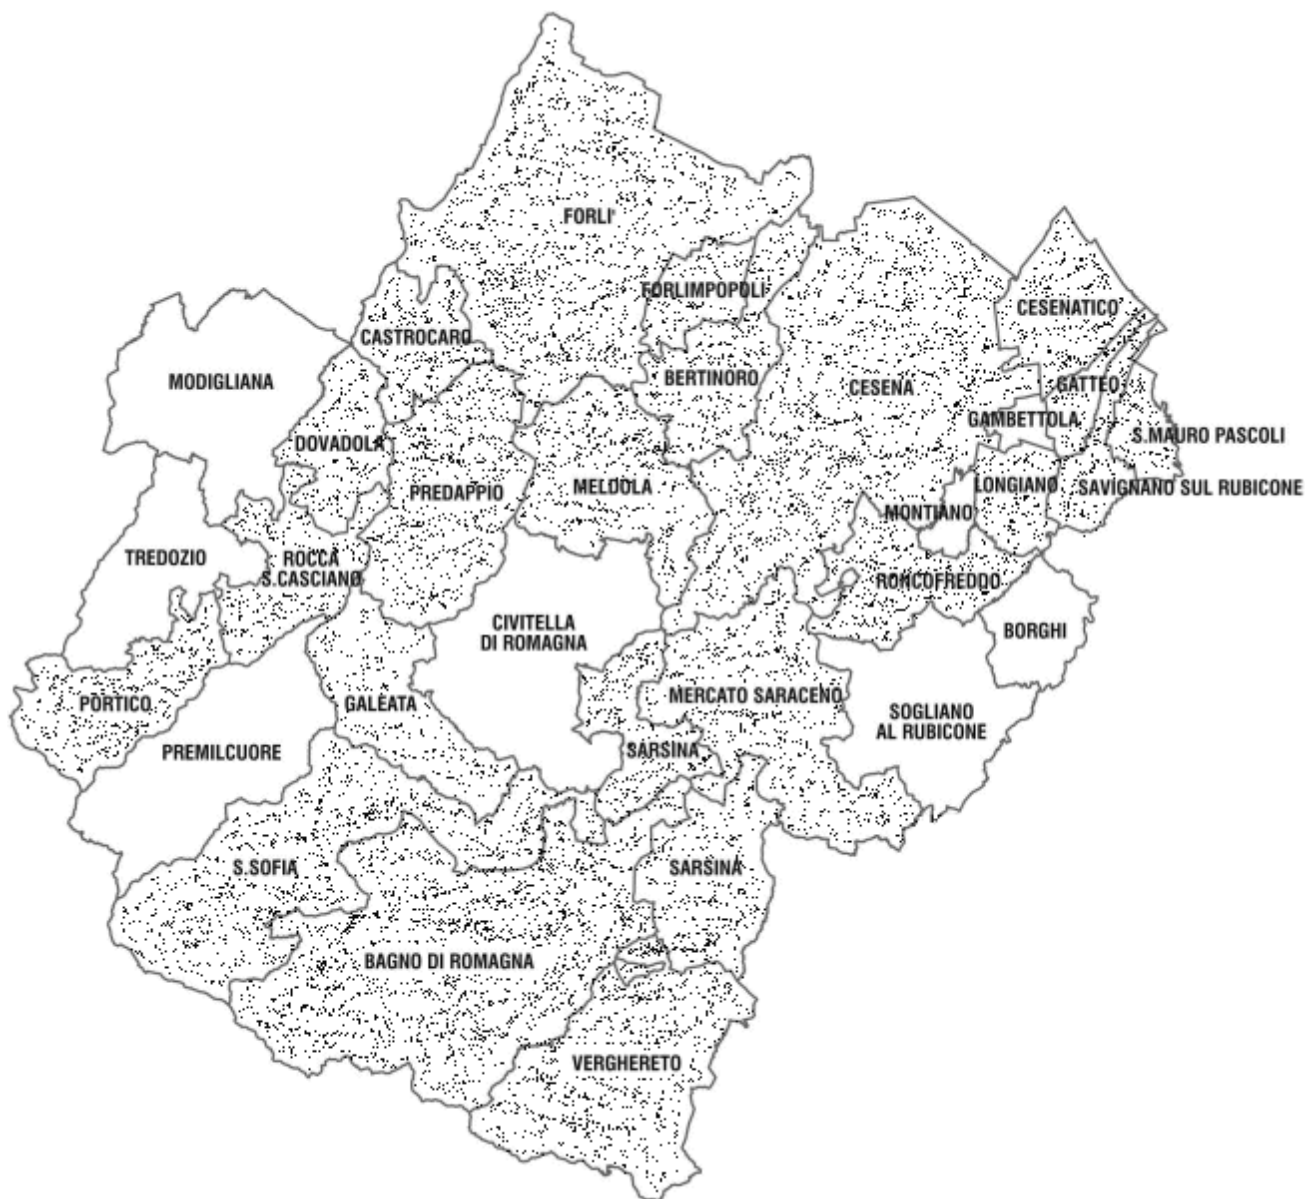 FORLI'
FORLIMPOPOLI
CESENATICO
CASTROCARO
MODIGLIANA
BERTINORO
CESENA
GATTEO
GAMBETTOLA
S.MAURO PASCOLI
DOVADOLA
PREDAPPIO
MELDOLA
LONGIANO
SAVIGNANO SUL RUBICONE
MONTIANO
TREDOZIO
ROCCA
S.CASCIANO
RONCOFREDDO
CIVITELLA
DI ROMAGNA
BORGHI
PORTICO
GALEATA
MERCATO SARACENO
SOGLIANO
AL RUBICONE
PREMILCUORE
SARSINA
S.SOFIA
SARSINA
BAGNO DI ROMAGNA
VERGHERETO